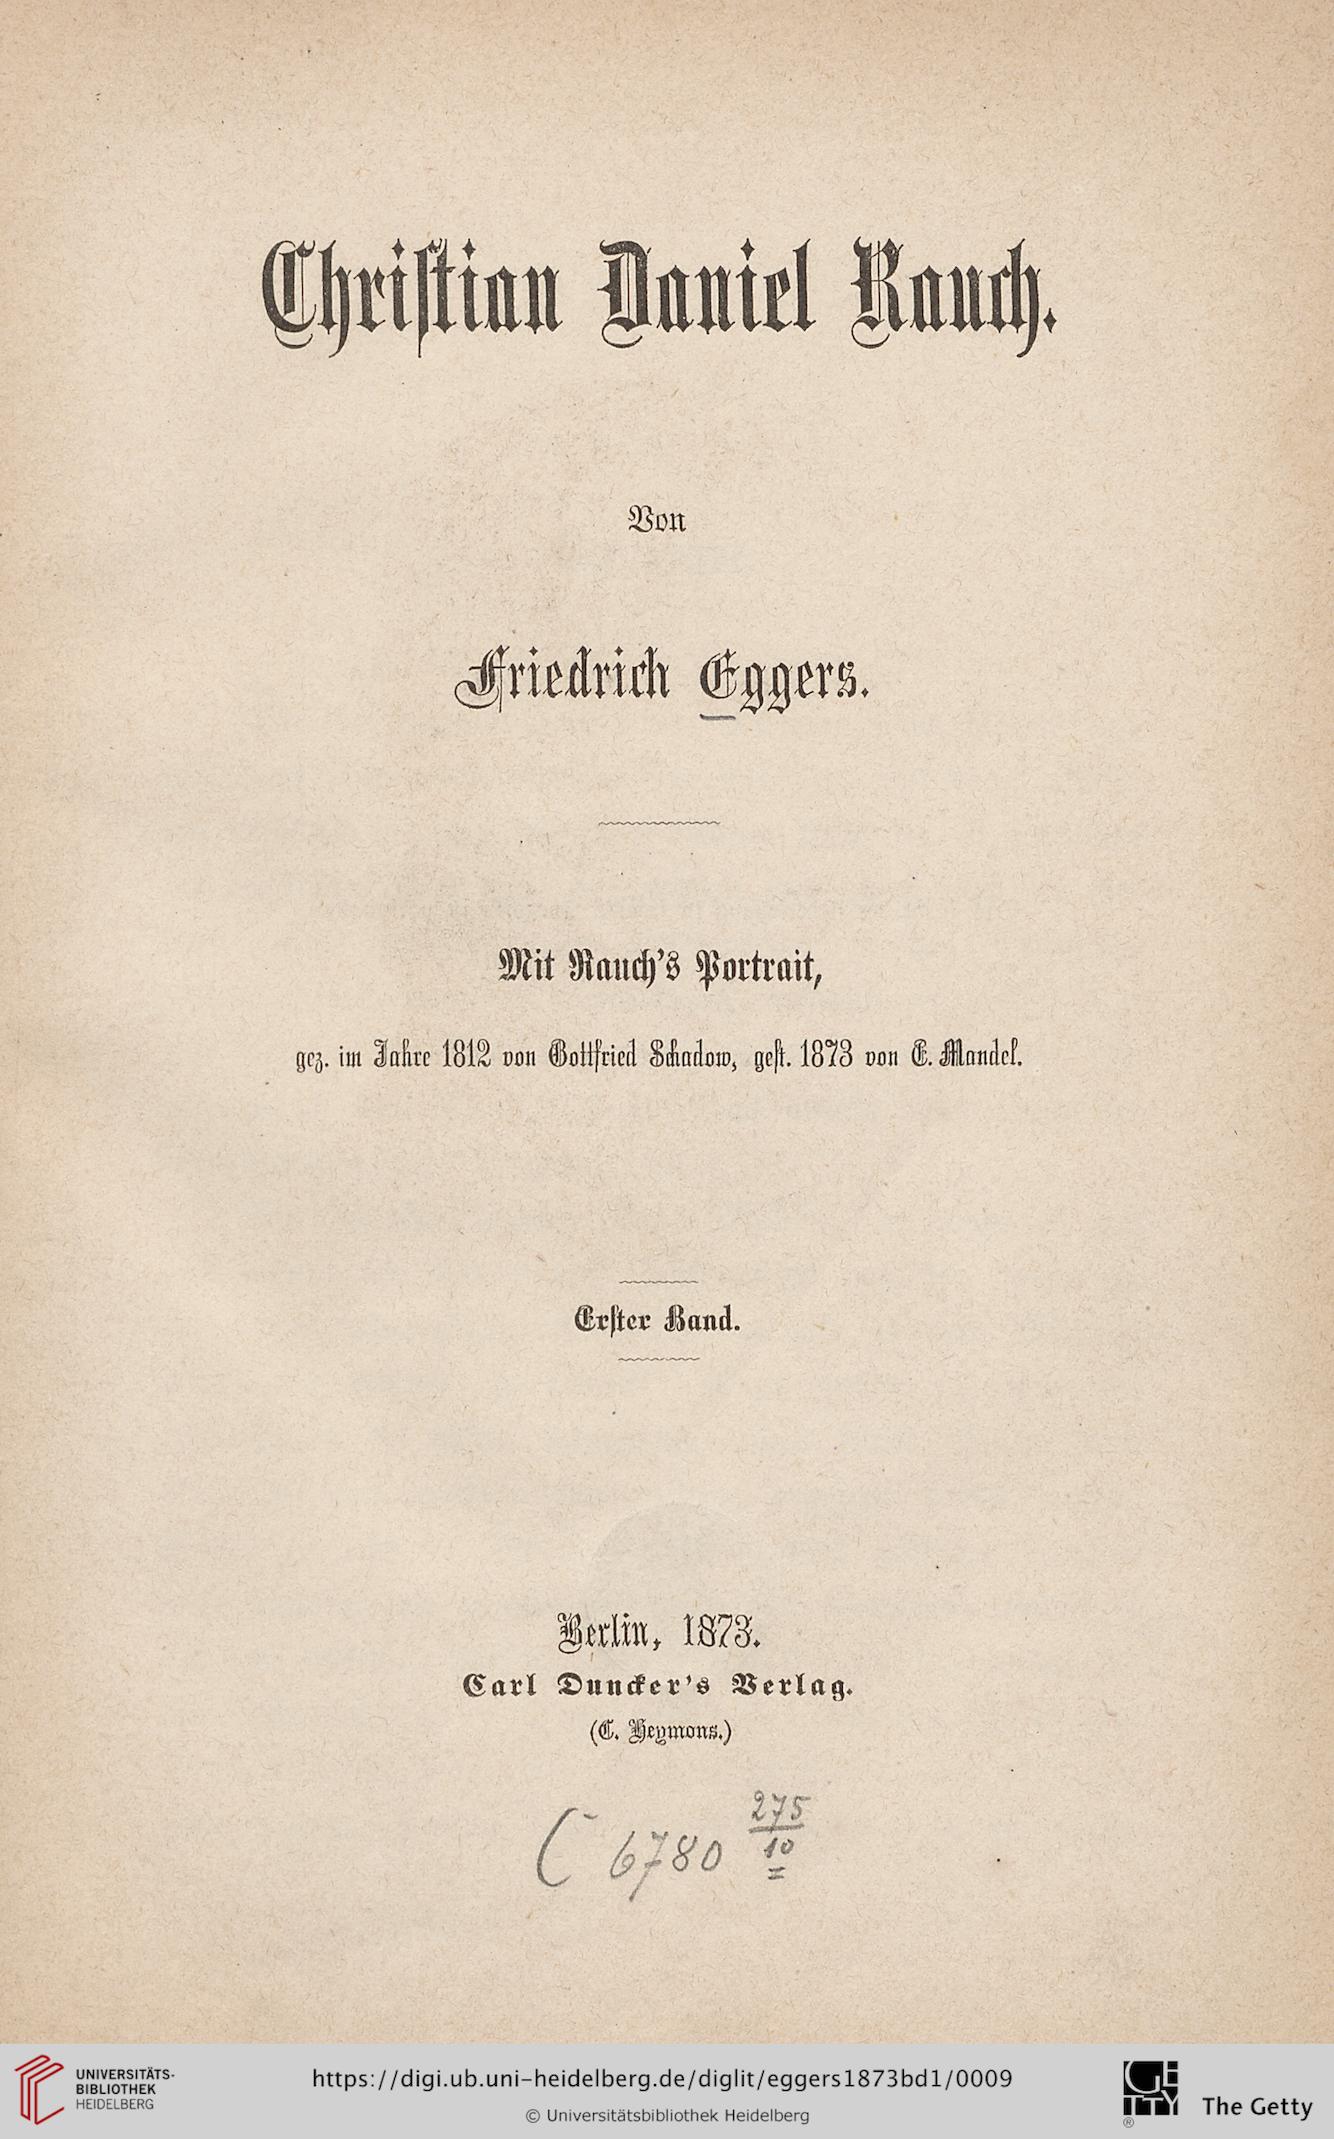 Christian Daniel Rauch.
Von
Friedrich Eggers.
Mit Rauch's Portrait,
gez. im Jahre 1812 von Gottfried Schadow, gest. 1873 von E. Mandel.
Erster Band.
Berlin, 1873.
Carl Duncker's Verlag.
(C. Heymons.)
C 6780 275
10
UNIVERSITÄTS-
BIBLIOTHEK
HEIDELBERG
https://digi.ub.uni-heidelberg.de/diglit/eggers1873bd1/0009
© Universitätsbibliothek Heidelberg
GETTY
®
The Getty